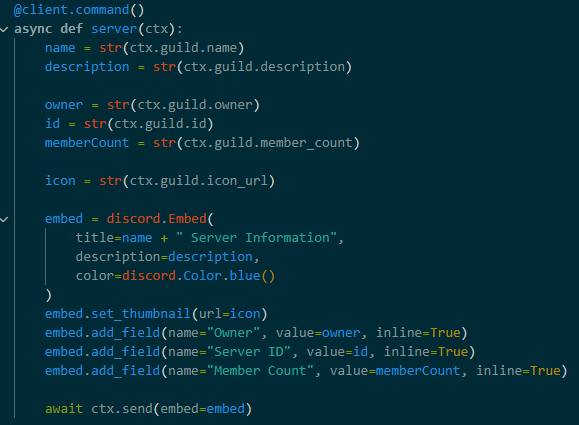 @client.command()
async def server(ctx):
    name = str(ctx.guild.name)
    description = str(ctx.guild.description)

    owner = str(ctx.guild.owner)
    id = str(ctx.guild.id)
    memberCount = str(ctx.guild.member_count)

    icon = str(ctx.guild.icon_url)

    embed = discord.Embed(
        title=name + " Server Information",
        description=description,
        color=discord.Color.blue()
    )
    embed.set_thumbnail(url=icon)
    embed.add_field(name="Owner", value=owner, inline=True)
    embed.add_field(name="Server ID", value=id, inline=True)
    embed.add_field(name="Member Count", value=memberCount, inline=True)

    await ctx.send(embed=embed)